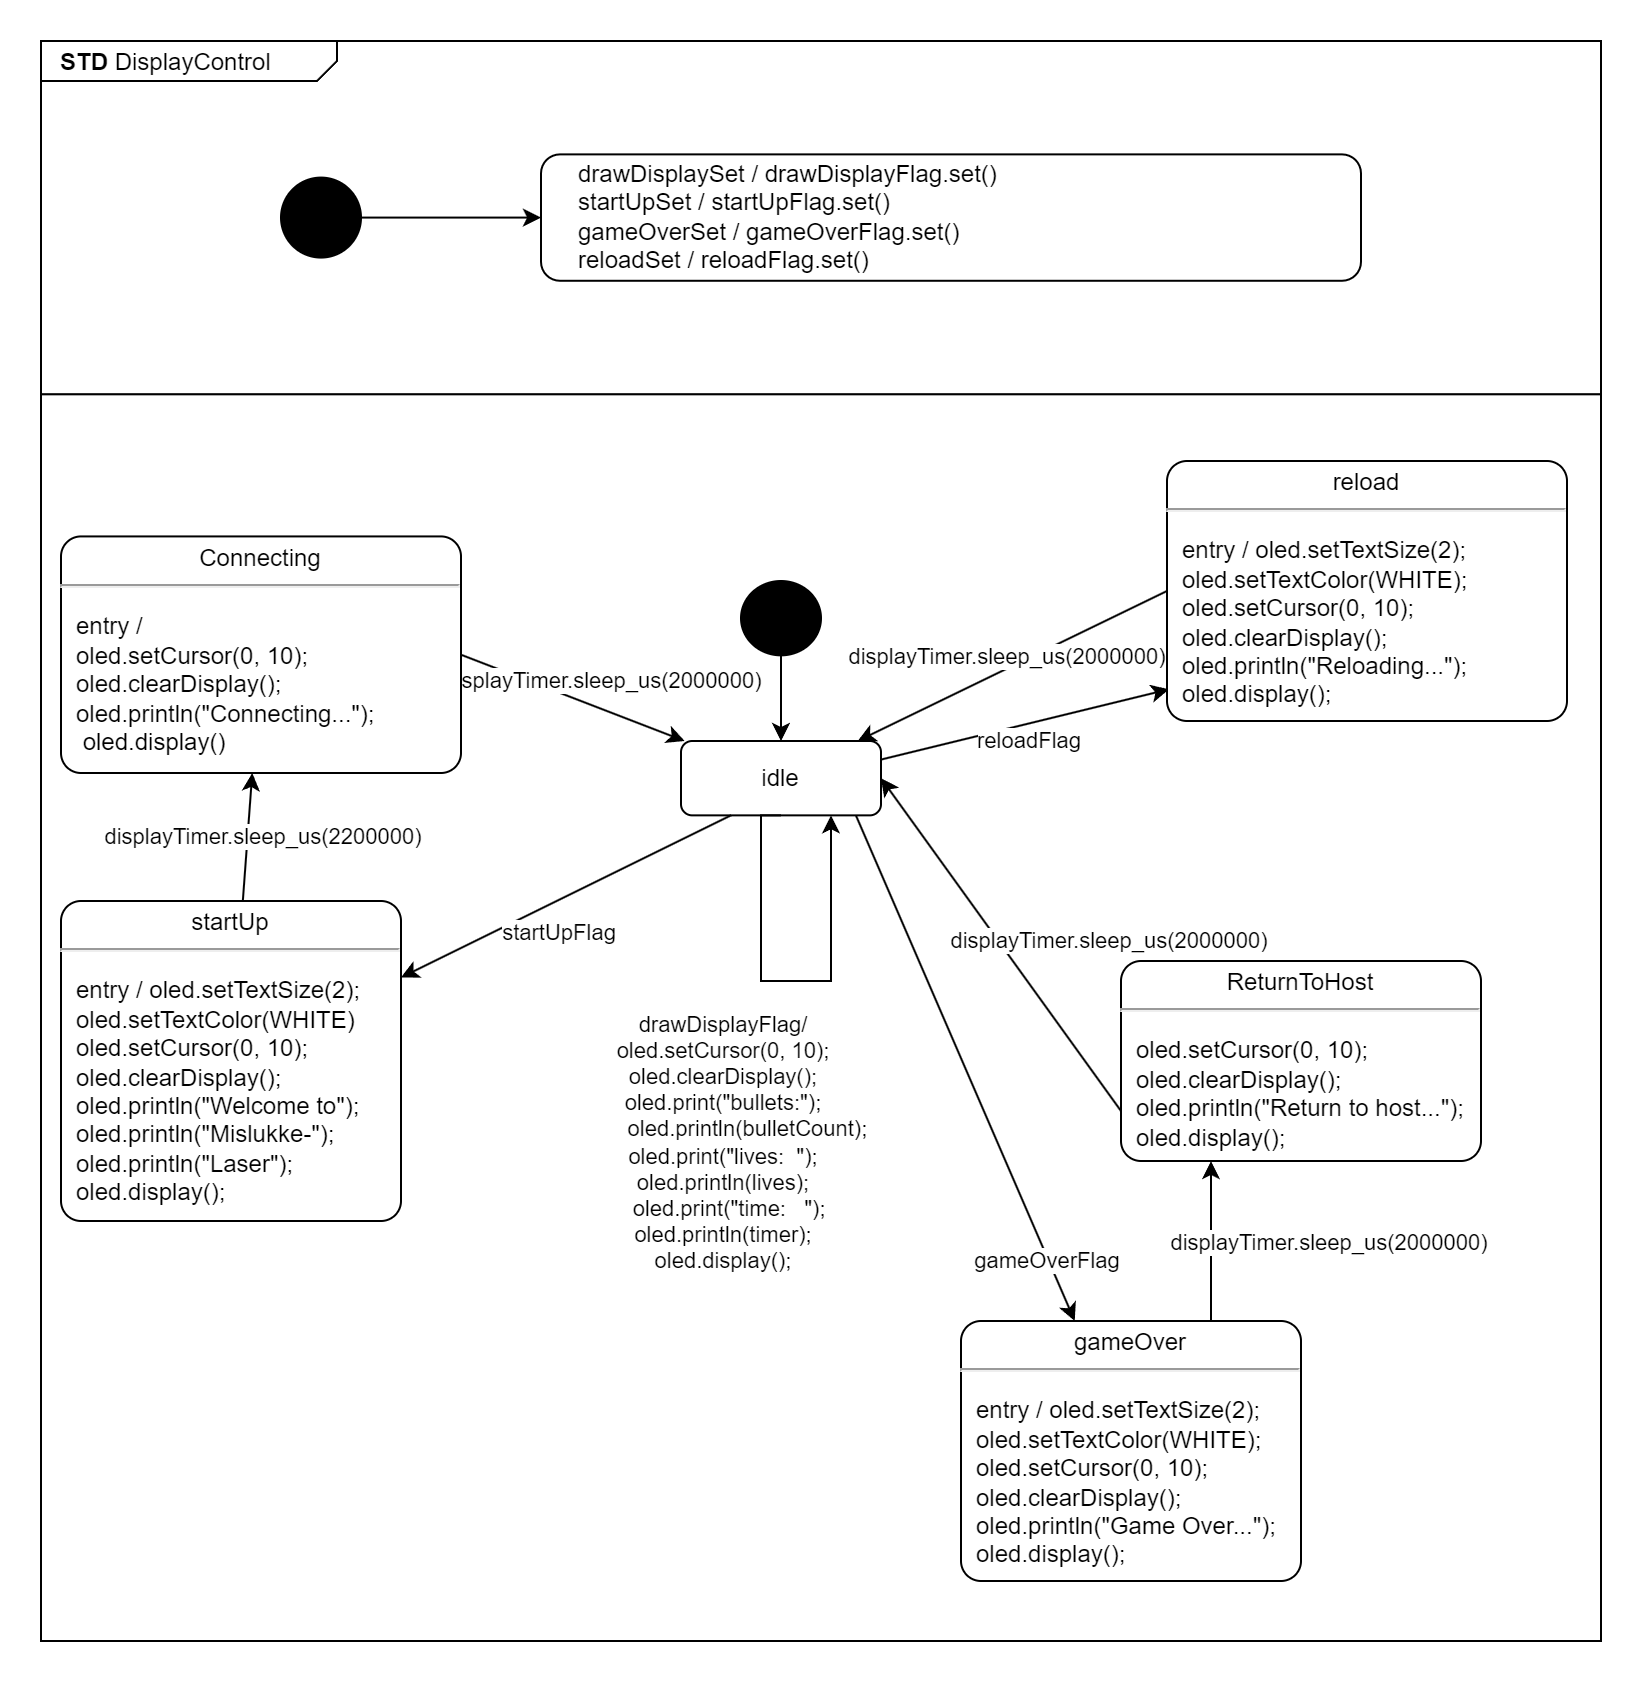 STD DisplayControl
drawDisplaySet / drawDisplayFlag.set()
startUpSet / startUpFlag.set()
gameOverSet / gameOverFlag.set()
reloadSet / reloadFlag.set()
reload
entry / oled.setTextSize(2);
oled.setTextColor(WHITE);
oled.setCursor(0, 10);
oled.clearDisplay();
oled.println("Reloading...");
oled.display();
Connecting
entry /
oled.setCursor(0, 10);
oled.clearDisplay();
oled.println("Connecting...");
oled.display()
splayTimer.sleep_us(2000000)
displayTimer.sleep_us(2000000)
reloadFlag
idle
displayTimer.sleep_us(2200000)
startUpFlag
startUp
entry / oled.setTextSize(2);
oled.setTextColor(WHITE)
oled.setCursor(0, 10);
oled.clearDisplay();
oled.println("Welcome to");
oled.println("Mislukke-");
oled.println("Laser");
oled.display();
drawDisplayFlag/
oled.setCursor(0, 10);
oled.clearDisplay();
oled.print("bullets:");
oled.println(bulletCount);
oled.print("lives:  ");
oled.println(lives);
oled.print("time:   ");
oled.println(timer);
oled.display();
displayTimer.sleep_us(2000000)
ReturnToHost
oled.setCursor(0, 10);
oled.clearDisplay();
oled.println("Return to host...");
oled.display();
displayTimer.sleep_us(2000000)
gameOverFlag
gameOver
entry / oled.setTextSize(2);
oled.setTextColor(WHITE);
oled.setCursor(0, 10);
oled.clearDisplay();
oled.println("Game Over...");
oled.display();